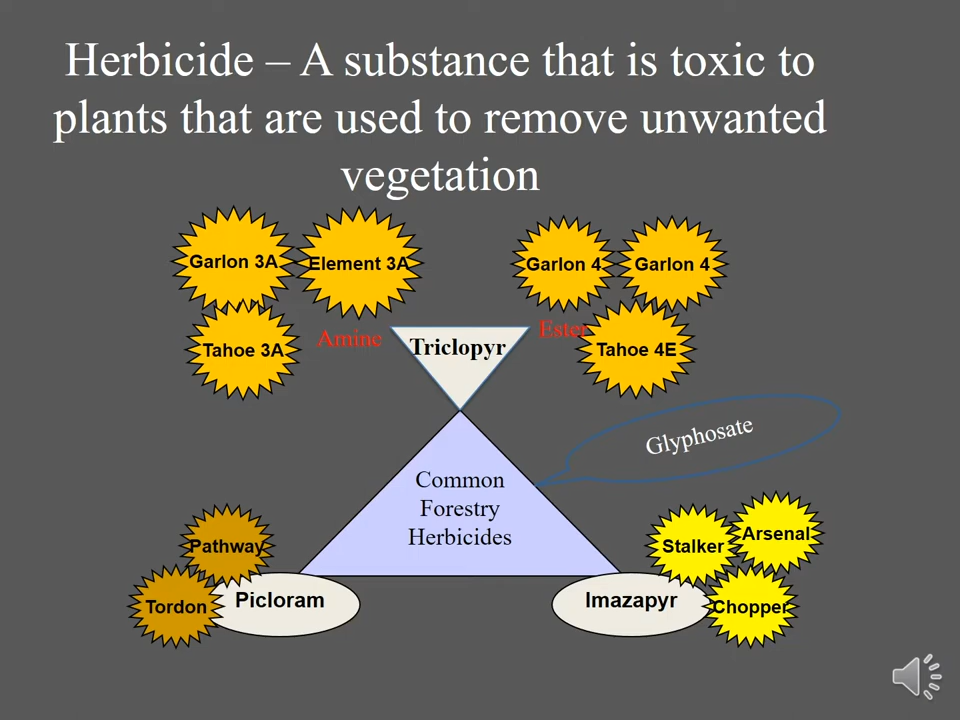 Herbicide – A substance that is toxic to
plants that are used to remove unwanted
vegetation
Garlon 3A
Element 3A
Garlon 4
Garlon 4
Tahoe 3A
Amine
Triclopyr
Ester
Tahoe 4E
Glyphosate
Common
Forestry
Herbicides
Pathway
Tordon
Picloram
Imazapyr
Stalker
Arsenal
Chopper